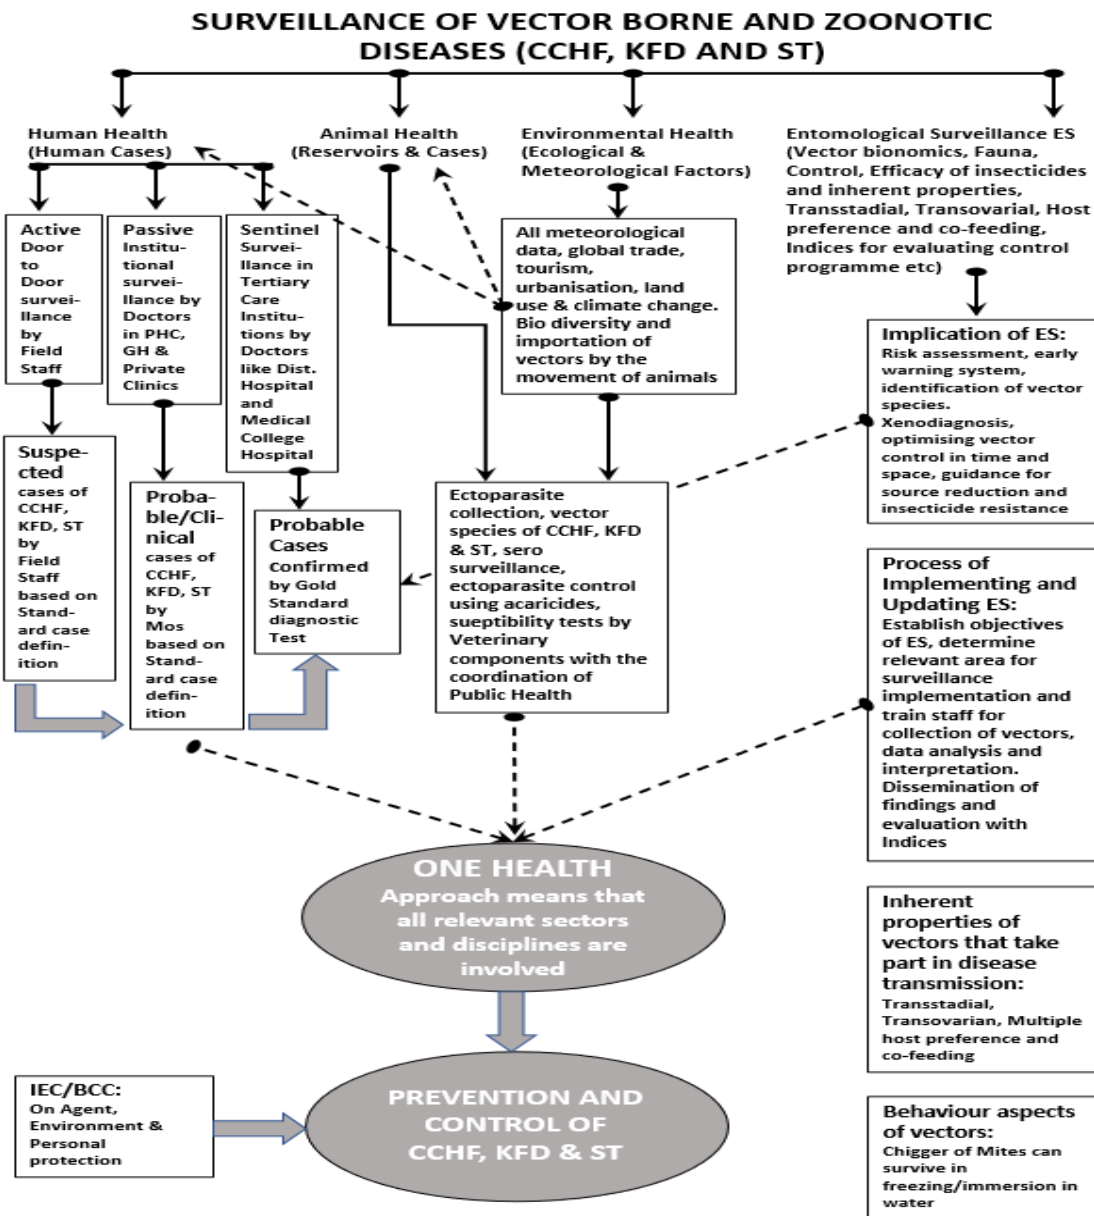 SURVEILLANCE OF VECTOR BORNE AND ZOONOTIC
DISEASES (CCHF, KFD AND ST)
Human Health
(Human Cases)
Animal Health
(Reservoirs & Cases)
Environmental Health
(Ecological &
Meteorological Factors)
Entomological Surveillance ES
(Vector bionomics, Fauna,
Control, Efficacy of insecticides
and inherent properties,
Transstadial, Transovarial, Host
preference and co-feeding,
Indices for evaluating control
programme etc)
Active
Door
to
Door
survei-
llance
by
Field
Staff
Passive
Institu-
tional
survei-
llance by
Doctors
in PHC,
GH &
Private
Clinics
Sentinel
Survei-
llance in
Tertiary
Care
Institu-
tions by
Doctors
like Dist.
Hospital
and
Medical
College
Hospital
All meteorological
data, global trade,
tourism,
urbanisation, land
use & climate change.
Bio diversity and
importation of
vectors by the
movement of animals
Implication of ES:
Risk assessment, early
warning system,
identification of vector
species.
Xenodiagnosis,
optimising vector
control in time and
space, guidance for
source reduction and
insecticide resistance
Suspe-
cted
cases of
CCHF,
KFD, ST
by
Field
Staff
based on
Stand-
ard case
defin-
ition
Proba-
ble/Cli-
nical
cases of
CCHF,
KFD, ST
by
Mos
based on
Stand-
ard case
defin-
ition
Probable
Cases
Confirmed
by Gold
Standard
diagnostic
Test
Ectoparasite
collection, vector
species of CCHF, KFD
& ST, sero
surveillance,
ectoparasite control
using acaricides,
sueptibility tests by
Veterinary
components with the
coordination of
Public Health
Process of
Implementing and
Updating ES:
Establish objectives
of ES, determine
relevant area for
surveillance
implementation and
train staff for
collection of vectors,
data analysis and
interpretation.
Dissemination of
findings and
evaluation with
Indices
ONE HEALTH
Approach means that
all relevant sectors
and disciplines are
involved
Inherent
properties of
vectors that take
part in disease
transmission:
Transstadial,
Transovarian, Multiple
host preference and
co-feeding
IEC/BCC:
On Agent,
Environment &
Personal
protection
PREVENTION AND
CONTROL OF
CCHF, KFD & ST
Behaviour aspects
of vectors:
Chigger of Mites can
survive in
freezing/immersion in
water